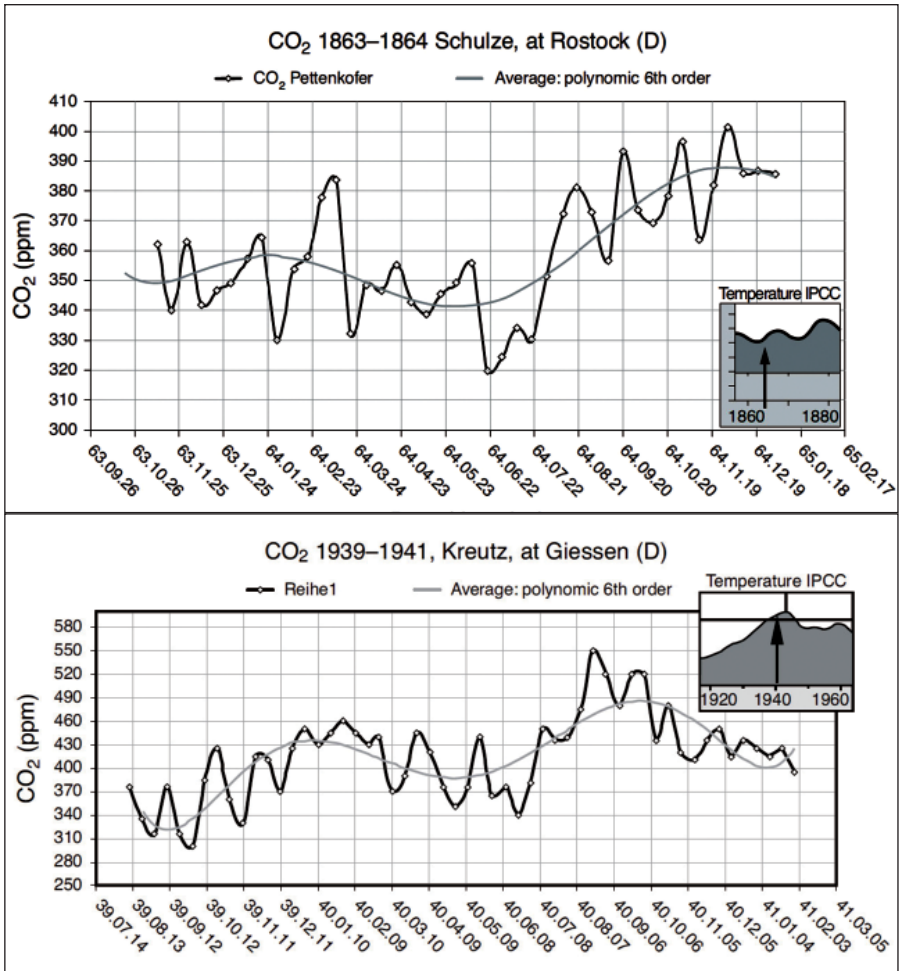 CO₂ 1863–1864 Schulze, at Rostock (D)
CO₂ Pettenkofer Average: polynomic 6th order
CO₂ (ppm)
410
400
390
380
370
360
350
340
330
320
310
300
63.09.26 63.10.26 63.11.25 63.12.25 64.01.24 64.02.23 64.03.24 64.04.23 64.05.23 64.06.22 64.07.22 64.08.21 64.09.20 64.10.20 64.11.19 64.12.19 65.01.18 65.02.17
Temperature IPCC
1860 1880
CO₂ 1939–1941, Kreutz, at Giessen (D)
Reihe1 Average: polynomic 6th order
Temperature IPCC
1920 1940 1960
CO₂ (ppm)
580
550
520
490
460
430
400
370
340
310
280
250
39.07.14 39.08.13 39.09.12 39.10.12 39.11.11 39.12.11 40.01.10 40.02.09 40.03.10 40.04.09 40.05.09 40.06.08 40.07.08 40.08.07 40.09.06 40.10.06 40.11.05 40.12.05 41.01.04 41.02.03 41.03.05